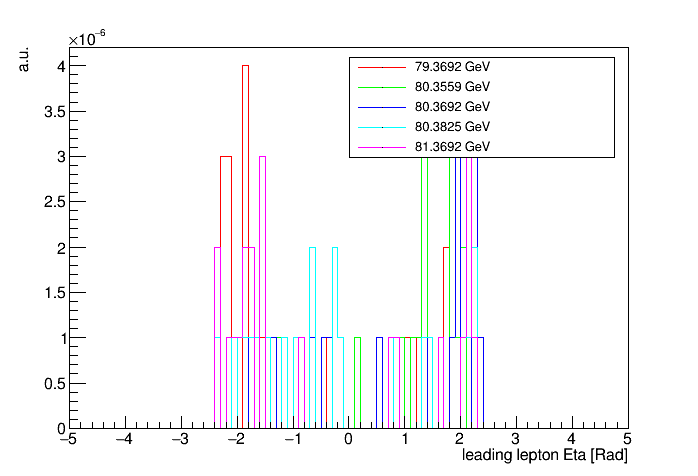 ×10⁻⁶
a.u.
4
3.5
3
2.5
2
1.5
1
0.5
0
79.3692 GeV
80.3559 GeV
80.3692 GeV
80.3825 GeV
81.3692 GeV
−5 −4 −3 −2 −1 0 1 2 3 4 5
leading lepton Eta [Rad]